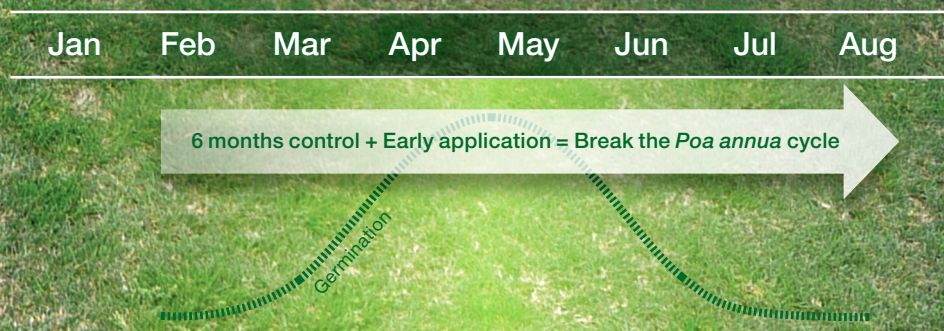 Jan Feb Mar Apr May Jun Jul Aug
6 months control + Early application = Break the Poa annua cycle
Germination